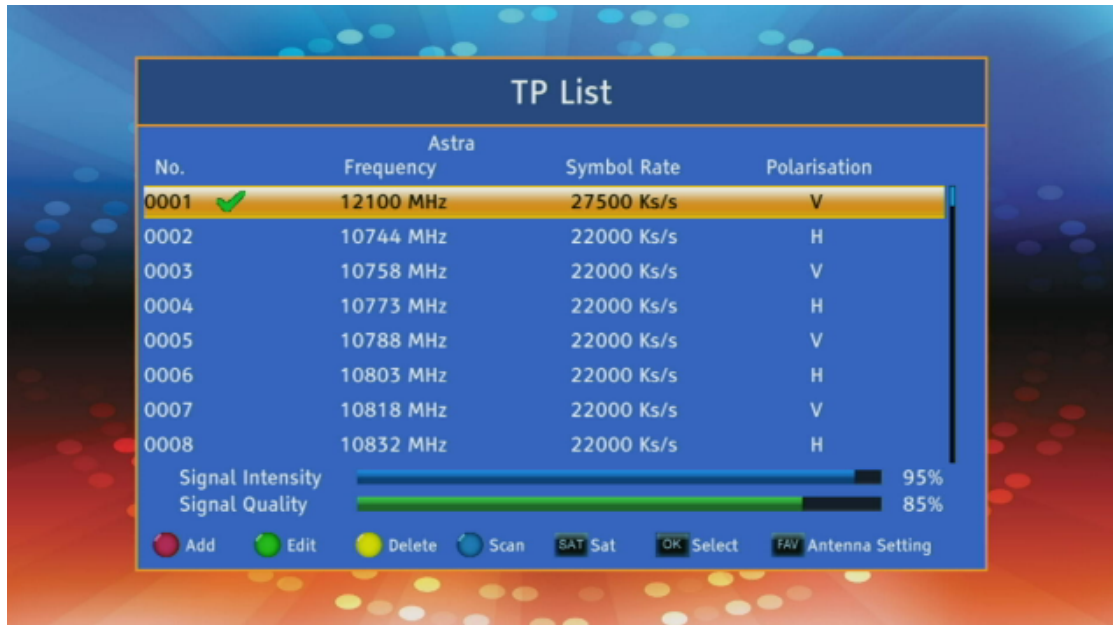 TP List
Astra
No. Frequency Symbol Rate Polarisation
0001 12100 MHz 27500 Ks/s V
0002 10744 MHz 22000 Ks/s H
0003 10758 MHz 22000 Ks/s V
0004 10773 MHz 22000 Ks/s H
0005 10788 MHz 22000 Ks/s V
0006 10803 MHz 22000 Ks/s H
0007 10818 MHz 22000 Ks/s V
0008 10832 MHz 22000 Ks/s H
Signal Intensity 95%
Signal Quality 85%
Add Edit Delete Scan SAT Sat OK Select FAV Antenna Setting